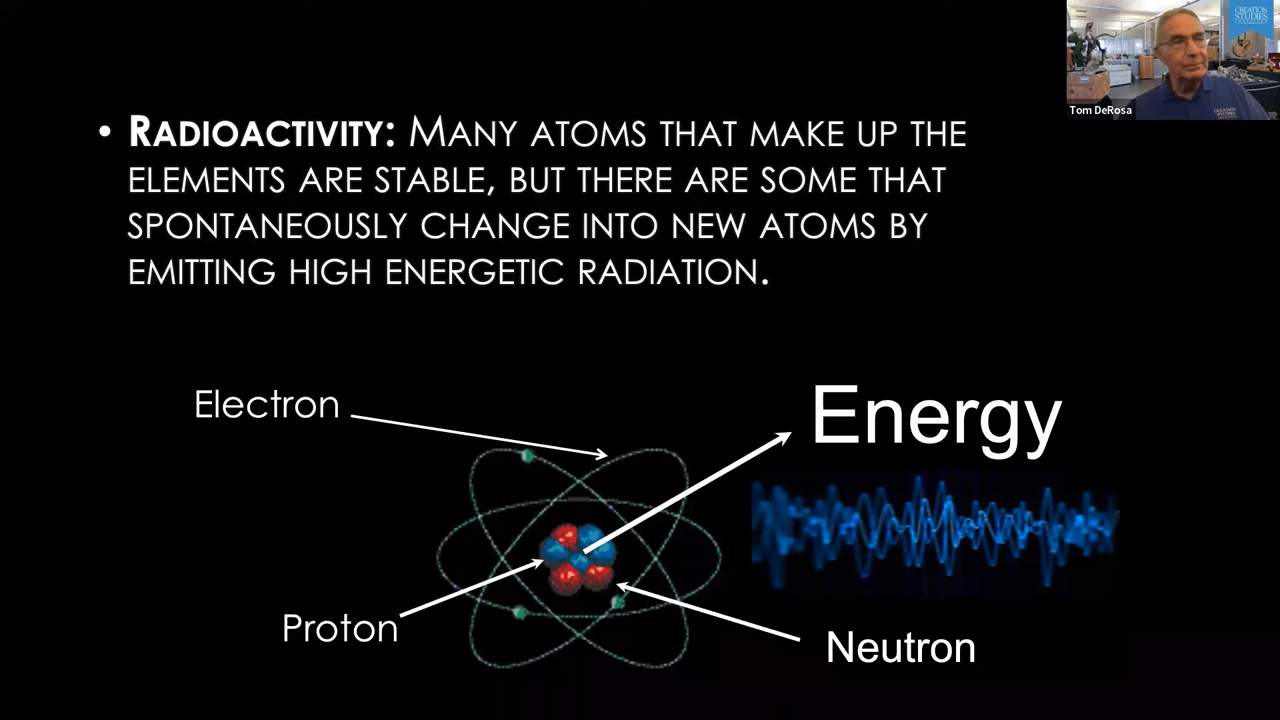 CREATION
STUDIES
Tom DeRosa
• RADIOACTIVITY: MANY ATOMS THAT MAKE UP THE
ELEMENTS ARE STABLE, BUT THERE ARE SOME THAT
SPONTANEOUSLY CHANGE INTO NEW ATOMS BY
EMITTING HIGH ENERGETIC RADIATION.
Electron
Energy
Proton
Neutron